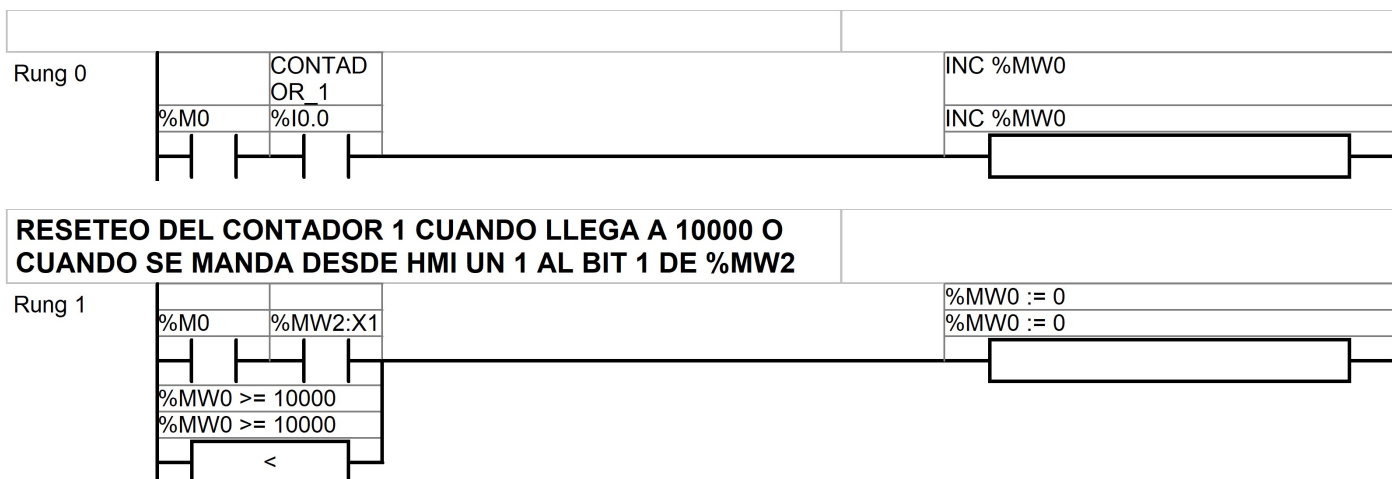 Rung 0
CONTAD
OR_1
%M0
%I0.0
INC %MW0
INC %MW0
RESETEO DEL CONTADOR 1 CUANDO LLEGA A 10000 O
CUANDO SE MANDA DESDE HMI UN 1 AL BIT 1 DE %MW2
Rung 1
%M0
%MW2:X1
%MW0 := 0
%MW0 := 0
%MW0 >= 10000
%MW0 >= 10000
<